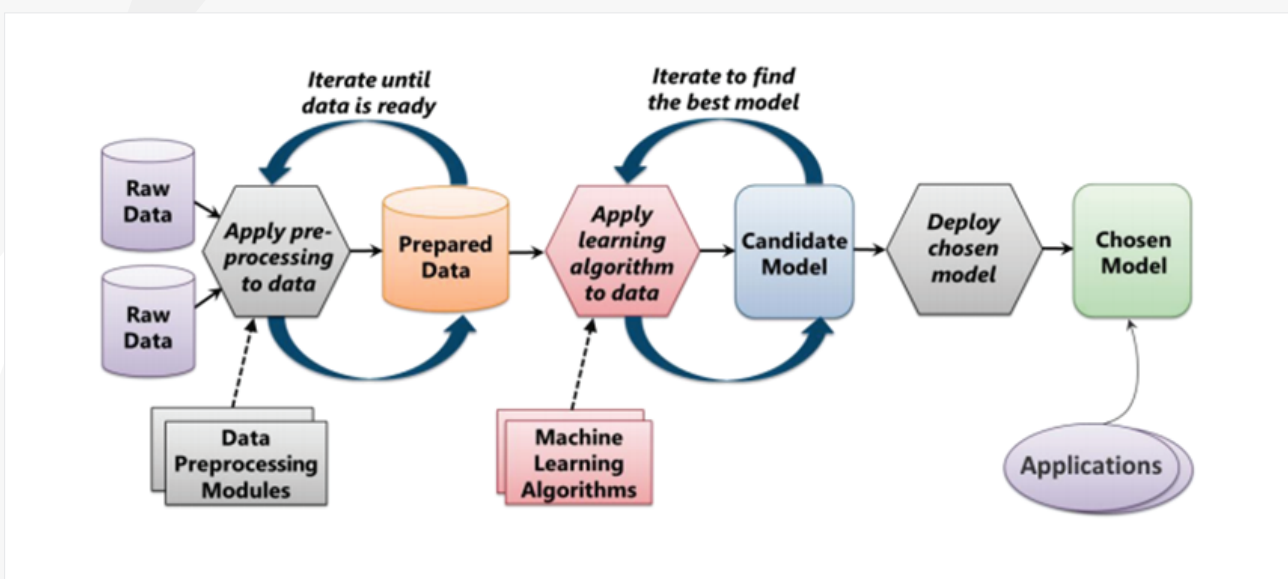 Iterate until
data is ready
Iterate to find
the best model
Raw
Data
Raw
Data
Apply pre-
processing
to data
Prepared
Data
Apply
learning
algorithm
to data
Candidate
Model
Deploy
chosen
model
Chosen
Model
Data
Preprocessing
Modules
Machine
Learning
Algorithms
Applications